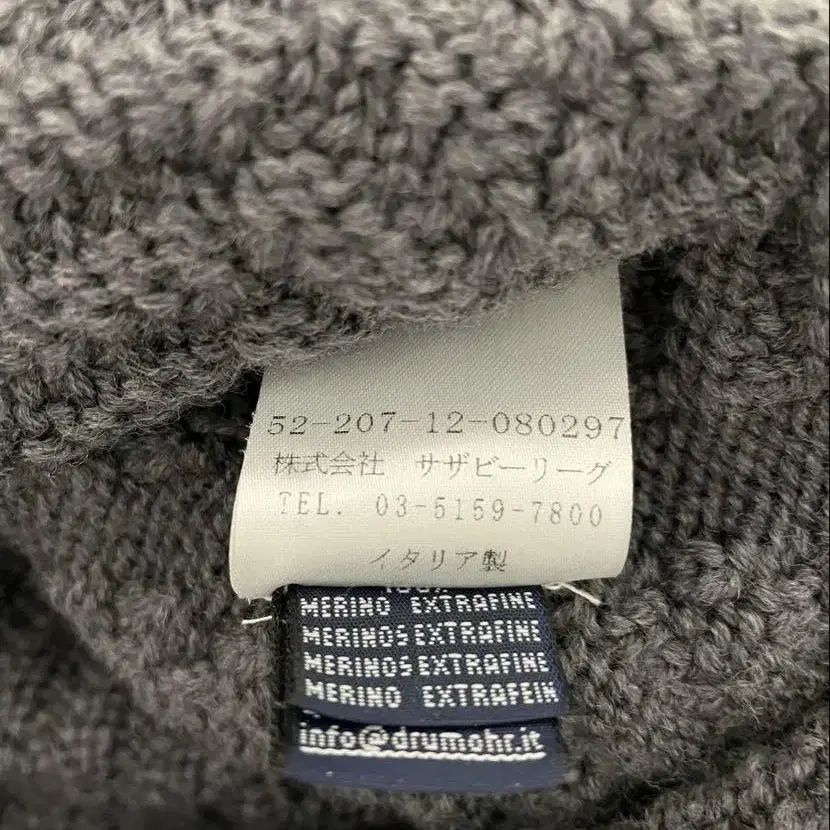 52-207-12-080297
株式会社 サザビーリーグ
TEL. 03-5159-7800
イタリア製
MERINO EXTRAFINE
MERINOS EXTRAFINE
MERINOS EXTRAFINE
MERINO EXTRAFEIN
info@drumohr.it